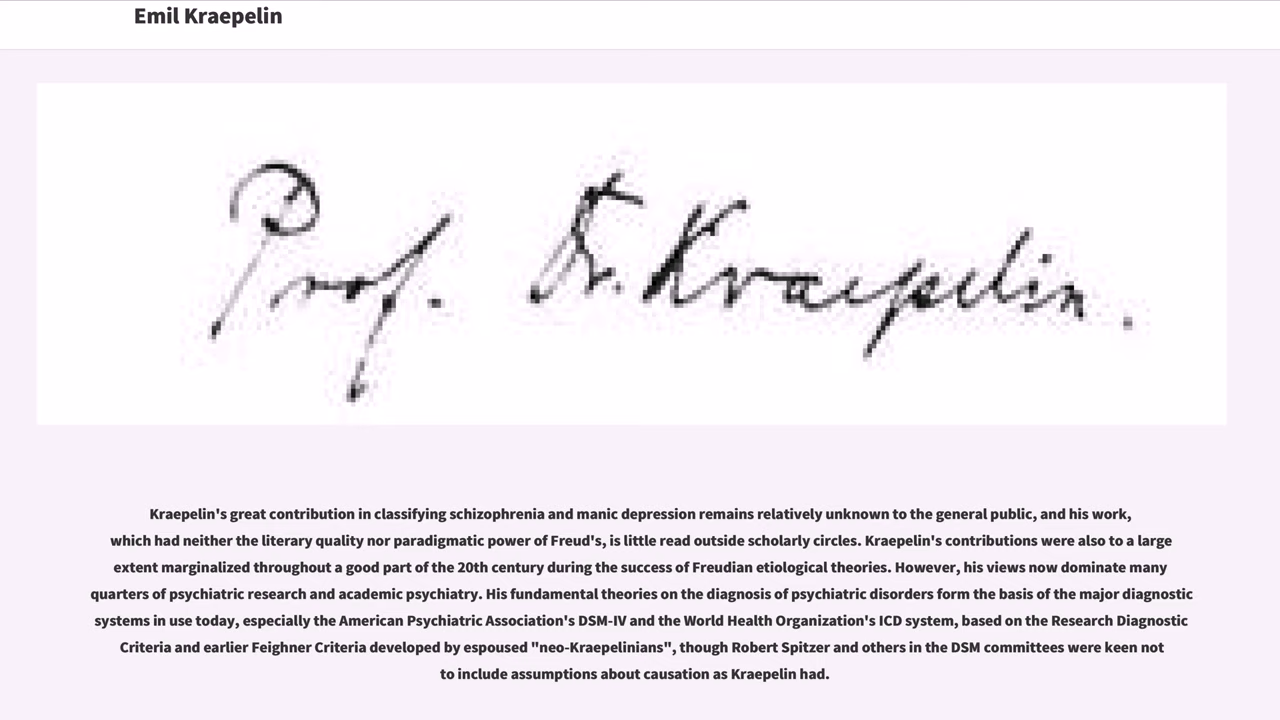 Emil Kraepelin
Prof. Dr. Kraepelin.
Kraepelin's great contribution in classifying schizophrenia and manic depression remains relatively unknown to the general public, and his work,
which had neither the literary quality nor paradigmatic power of Freud's, is little read outside scholarly circles. Kraepelin's contributions were also to a large
extent marginalized throughout a good part of the 20th century during the success of Freudian etiological theories. However, his views now dominate many
quarters of psychiatric research and academic psychiatry. His fundamental theories on the diagnosis of psychiatric disorders form the basis of the major diagnostic
systems in use today, especially the American Psychiatric Association's DSM-IV and the World Health Organization's ICD system, based on the Research Diagnostic
Criteria and earlier Feighner Criteria developed by espoused "neo-Kraepelinians", though Robert Spitzer and others in the DSM committees were keen not
to include assumptions about causation as Kraepelin had.